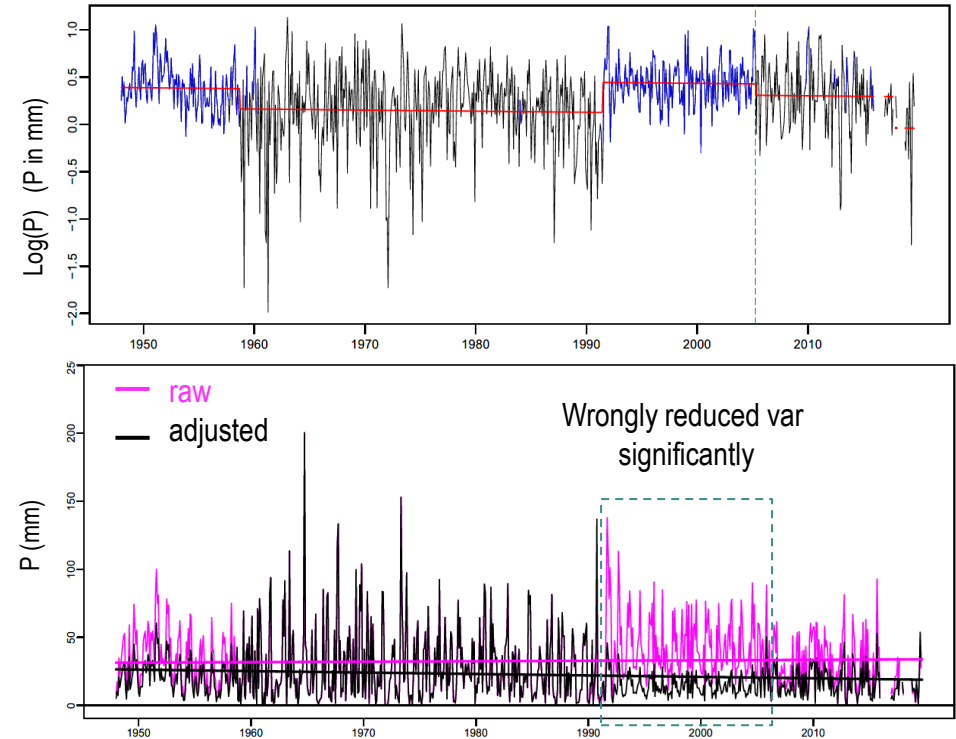 Log(P) (P in mm)
1.0
0.5
0.0
-0.5
-1.0
-1.5
-2.0
1950 1960 1970 1980 1990 2000 2010
P (mm)
25
200
150
100
50
0
raw
adjusted
Wrongly reduced var
significantly
1950 1960 1970 1980 1990 2000 2010